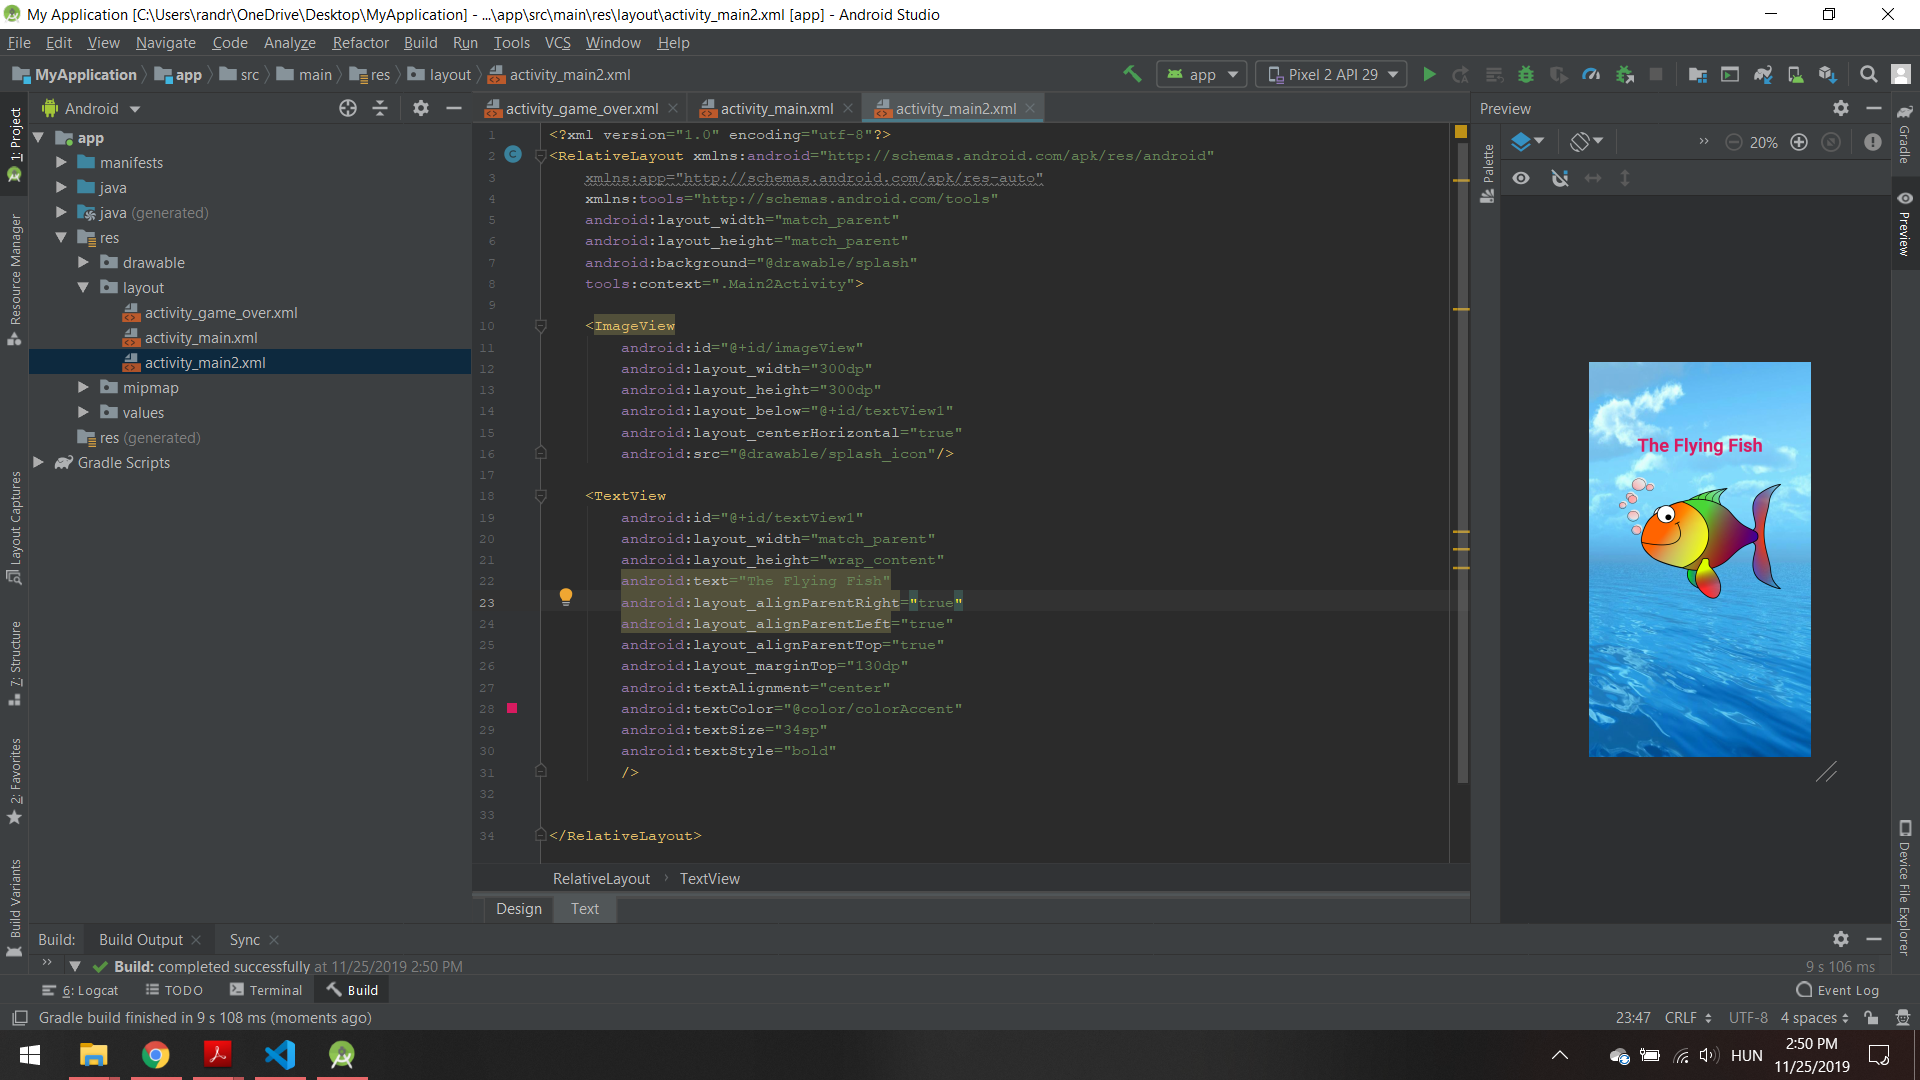 My Application [C:\Users\randr\OneDrive\Desktop\MyApplication] - ...\app\src\main\res\layout\activity_main2.xml [app] - Android Studio
File Edit View Navigate Code Analyze Refactor Build Run Tools VCS Window Help
MyApplication app src main res layout activity_main2.xml
app Pixel 2 API 29
Android
activity_game_over.xml activity_main.xml activity_main2.xml
Preview
1: Project
Resource Manager
Layout Captures
7: Structure
2: Favorites
Build Variants
app
manifests
java
java (generated)
res
drawable
layout
activity_game_over.xml
activity_main.xml
activity_main2.xml
mipmap
values
res (generated)
Gradle Scripts
1 <?xml version="1.0" encoding="utf-8"?>
2 <RelativeLayout xmlns:android="http://schemas.android.com/apk/res/android"
3 xmlns:app="http://schemas.android.com/apk/res-auto"
4 xmlns:tools="http://schemas.android.com/tools"
5 android:layout_width="match_parent"
6 android:layout_height="match_parent"
7 android:background="@drawable/splash"
8 tools:context=".Main2Activity">
9
10 <ImageView
11 android:id="@+id/imageView"
12 android:layout_width="300dp"
13 android:layout_height="300dp"
14 android:layout_below="@+id/textView1"
15 android:layout_centerHorizontal="true"
16 android:src="@drawable/splash_icon"/>
17
18 <TextView
19 android:id="@+id/textView1"
20 android:layout_width="match_parent"
21 android:layout_height="wrap_content"
22 android:text="The Flying Fish"
23 android:layout_alignParentRight="true"
24 android:layout_alignParentLeft="true"
25 android:layout_alignParentTop="true"
26 android:layout_marginTop="130dp"
27 android:textAlignment="center"
28 android:textColor="@color/colorAccent"
29 android:textSize="34sp"
30 android:textStyle="bold"
31 />
32
33
34 </RelativeLayout>
RelativeLayout TextView
Design Text
Palette
20%
The Flying Fish
Gradle
Preview
Device File Explorer
Build: Build Output Sync
Build: completed successfully at 11/25/2019 2:50 PM
9 s 106 ms
6: Logcat TODO Terminal Build
Event Log
Gradle build finished in 9 s 108 ms (moments ago)
23:47 CRLF UTF-8 4 spaces
HUN
2:50 PM
11/25/2019